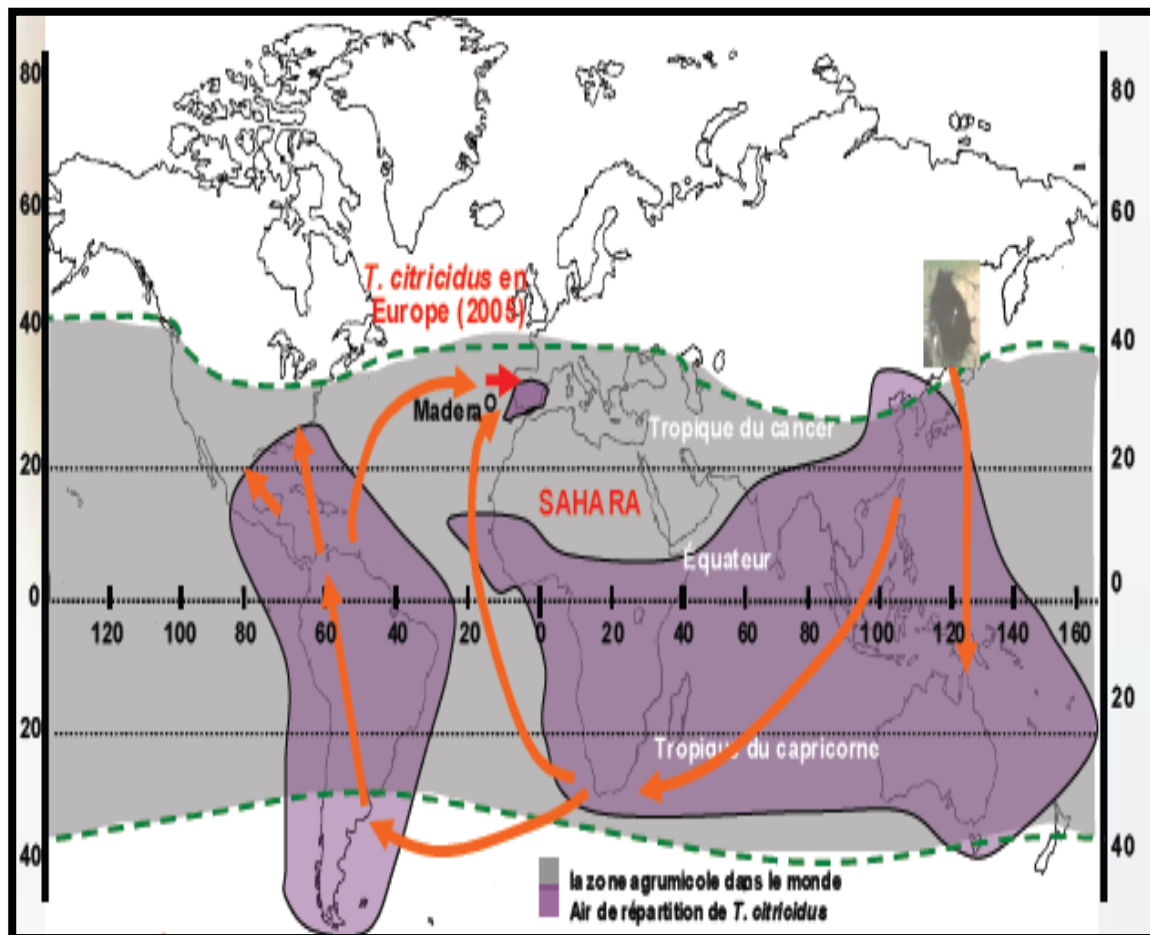 80
80
60
60
T. citricidus en
Europe (2005)
40
40
Madera
Tropique du cancer
20
20
SAHARA
Équateur
0
0
120 100 80 60 40 20 0 20 40 60 80 100 120 140 160
20
20
Tropique du capricorne
40
40
la zone agrumicole dans le monde
Air de répartition de T. citricidus